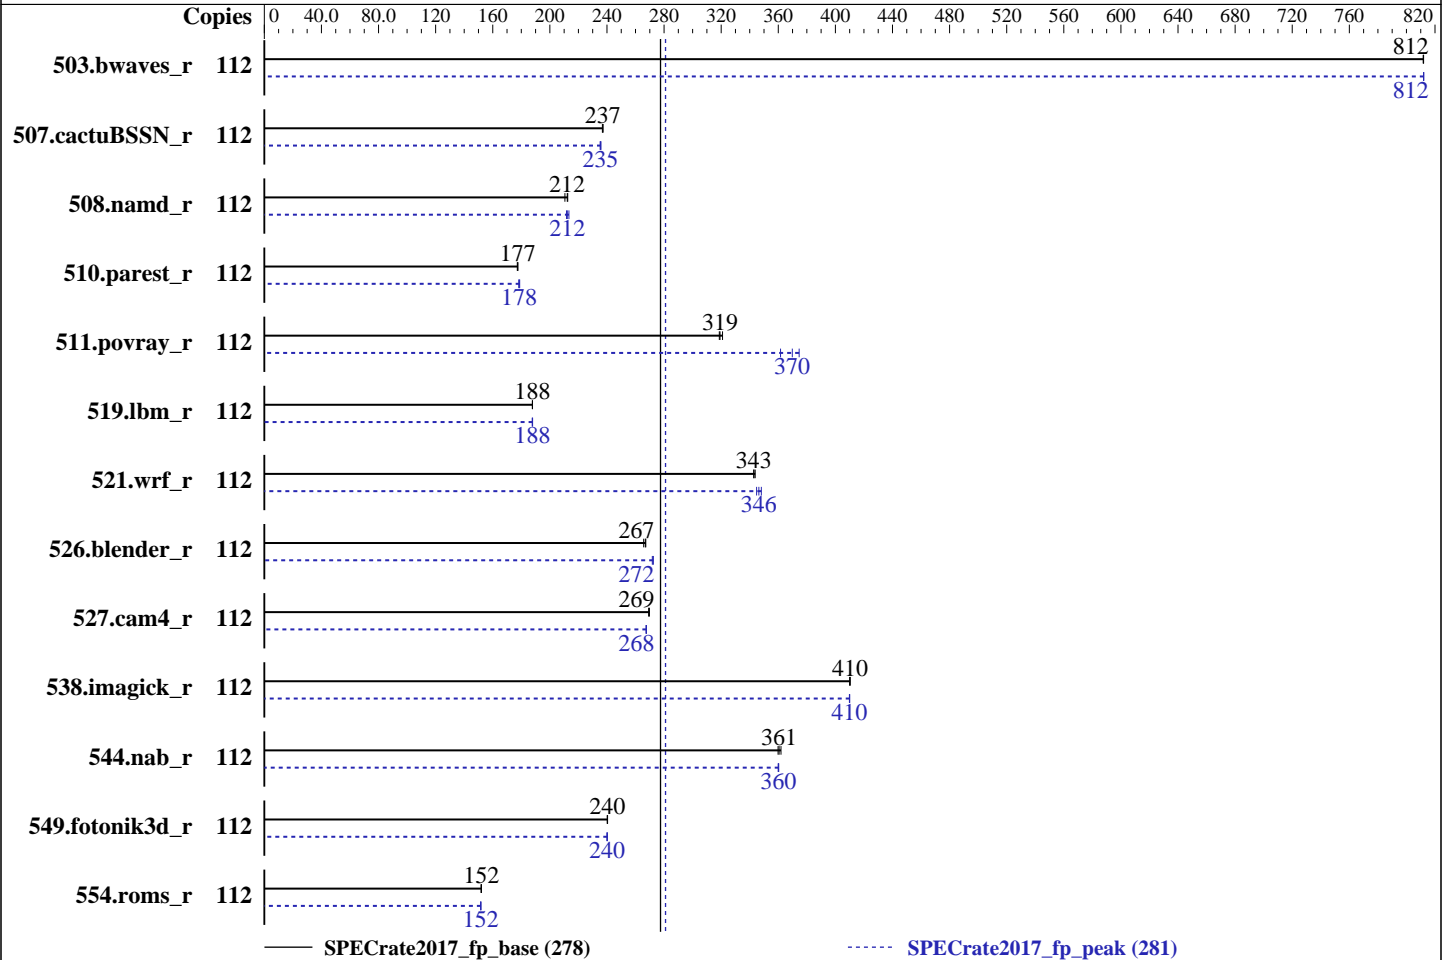 Copies 0 40.0 80.0 120 160 200 240 280 320 360 400 440 480 520 560 600 640 680 720 760 820
812
503.bwaves_r 112
812
237
507.cactuBSSN_r 112
235
212
508.namd_r 112
212
177
510.parest_r 112
178
319
511.povray_r 112
370
188
519.lbm_r 112
188
343
521.wrf_r 112
346
267
526.blender_r 112
272
269
527.cam4_r 112
268
410
538.imagick_r 112
410
361
544.nab_r 112
360
240
549.fotonik3d_r 112
240
152
554.roms_r 112
152
SPECrate2017_fp_base (278) SPECrate2017_fp_peak (281)